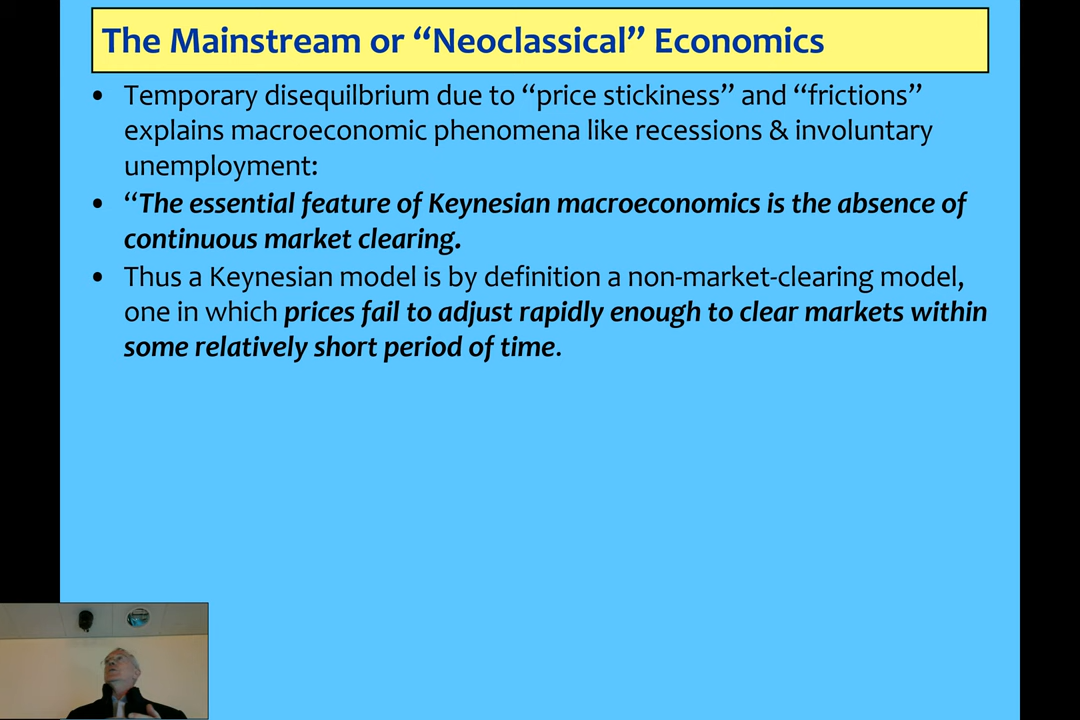 The Mainstream or “Neoclassical” Economics
• Temporary disequilbrium due to “price stickiness” and “frictions”
explains macroeconomic phenomena like recessions & involuntary
unemployment:
• “The essential feature of Keynesian macroeconomics is the absence of
continuous market clearing.
• Thus a Keynesian model is by definition a non-market-clearing model,
one in which prices fail to adjust rapidly enough to clear markets within
some relatively short period of time.